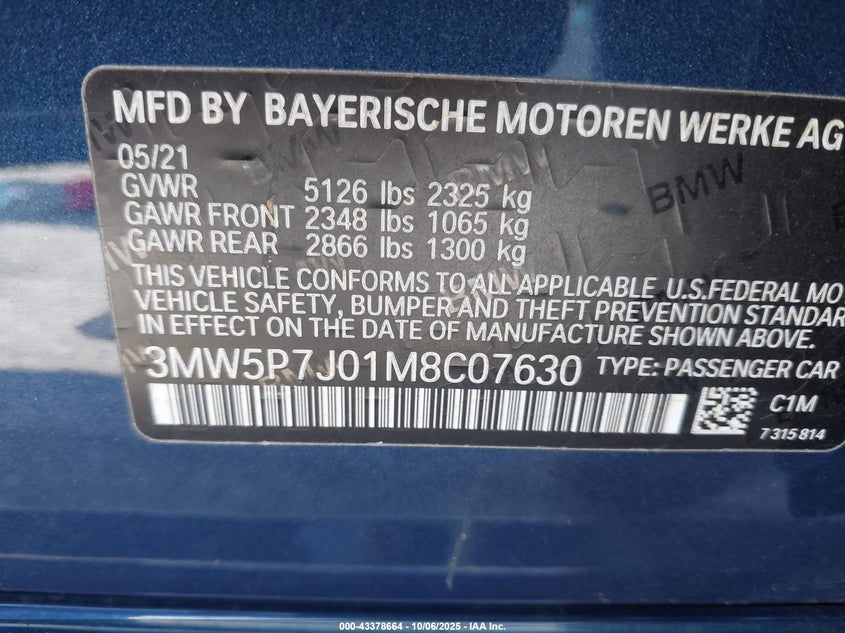 MFD BY BAYERISCHE MOTOREN WERKE AG
05/21
GVWR 5126 lbs 2325 kg
GAWR FRONT 2348 lbs 1065 kg
GAWR REAR 2866 lbs 1300 kg
THIS VEHICLE CONFORMS TO ALL APPLICABLE U.S.FEDERAL MO
VEHICLE SAFETY, BUMPER AND THEFT PREVENTION STANDAR
IN EFFECT ON THE DATE OF MANUFACTURE SHOWN ABOVE.
3MW5P7J01M8C07630 TYPE: PASSENGER CAR
C1M
7315814
000-43378664 - 10/06/2025 - IAA Inc.